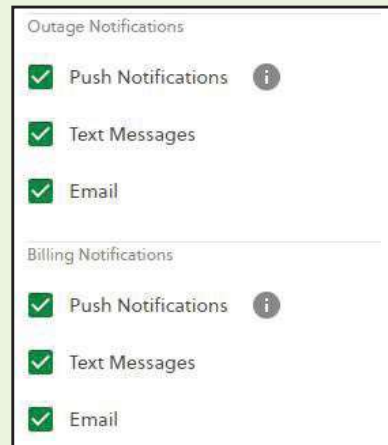 Outage Notifications
Push Notifications
Text Messages
Email
Billing Notifications
Push Notifications
Text Messages
Email